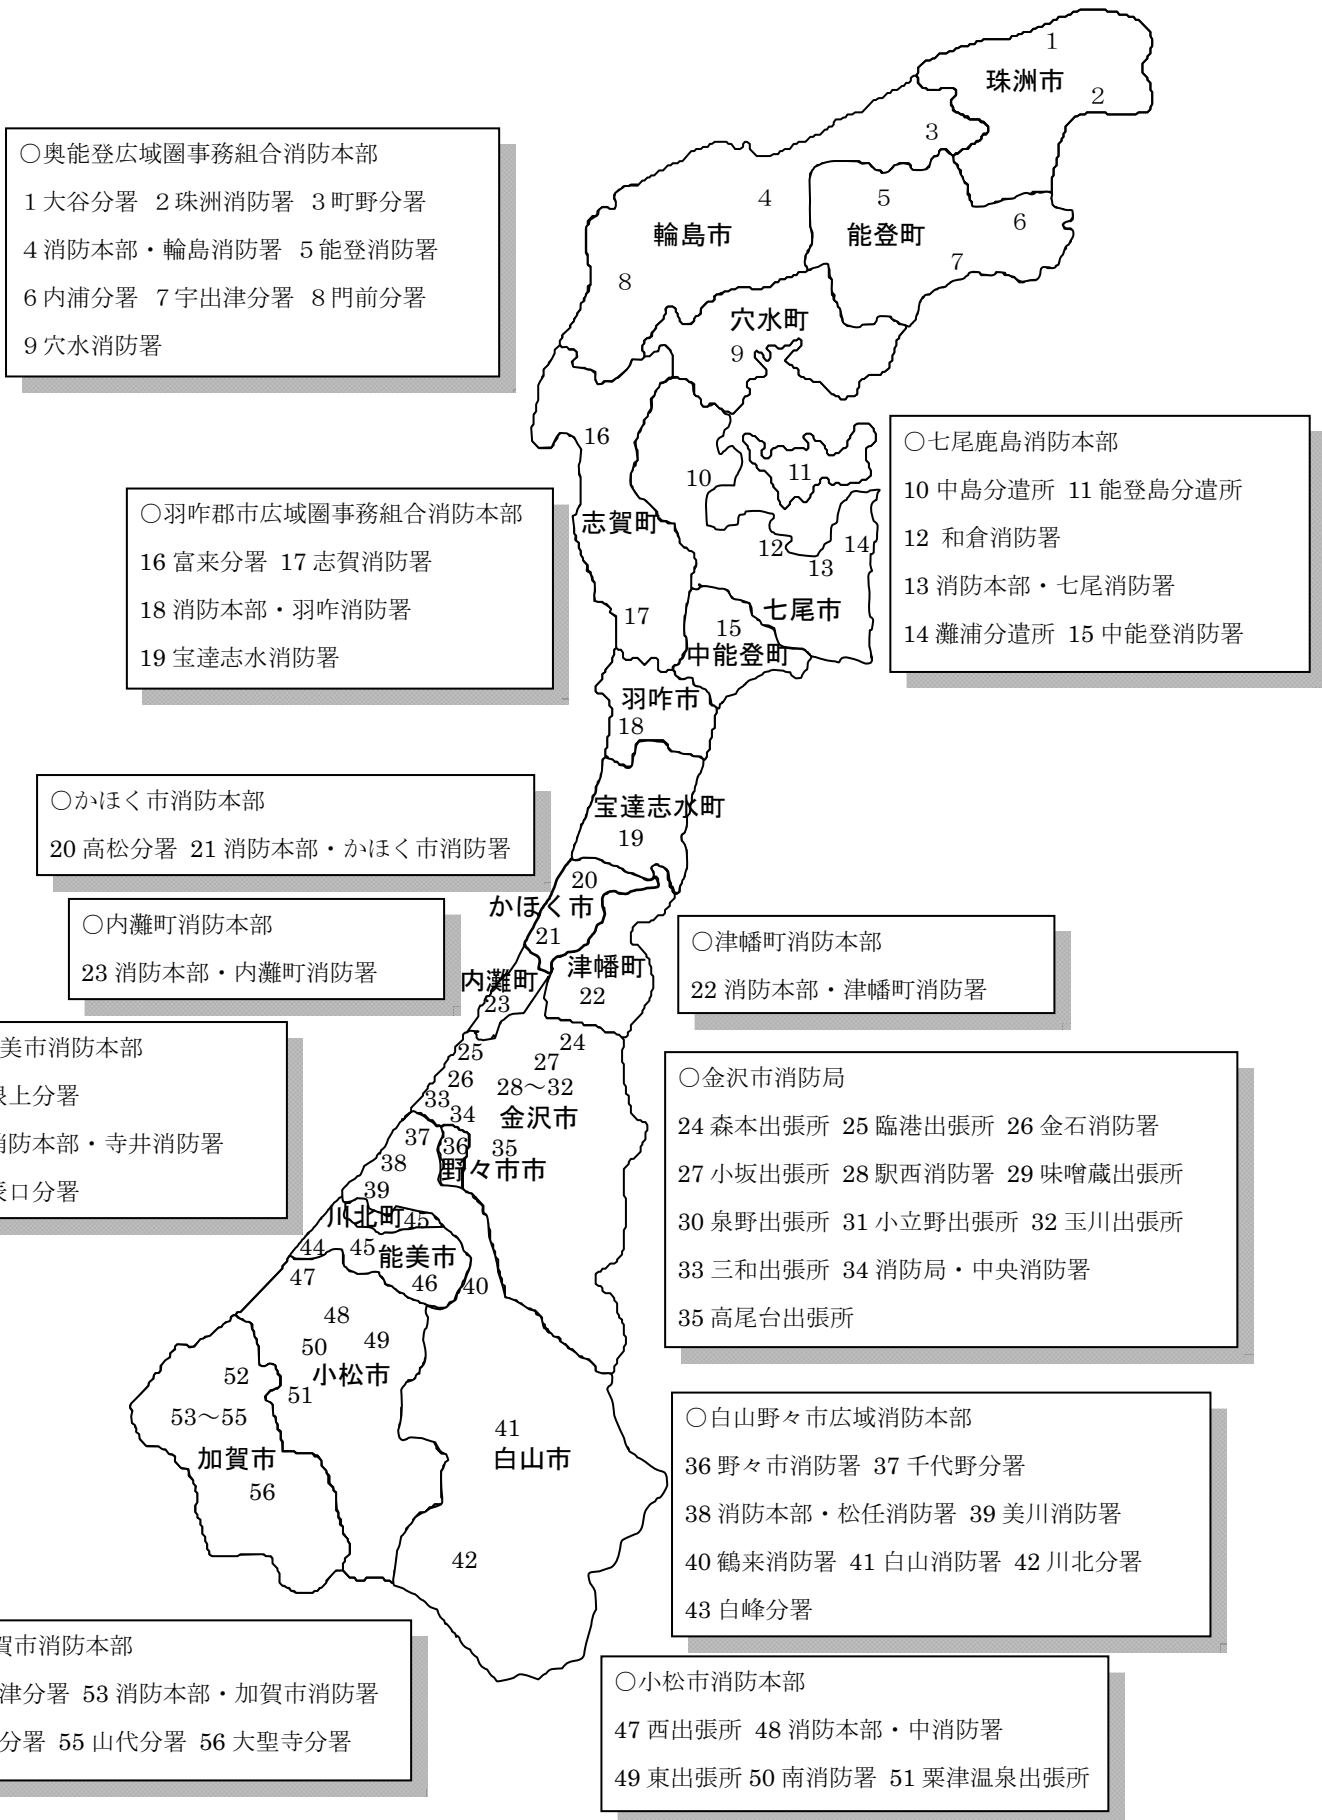 1
珠洲市
2
3
○奥能登広域圏事務組合消防本部
1大谷分署 2珠洲消防署 3町野分署
4消防本部・輪島消防署 5能登消防署
6内浦分署 7宇出津分署 8門前分署
9穴水消防署
4
5
6
輪島市
能登町
7
8
穴水町
9
16
10
11
○七尾鹿島消防本部
10 中島分遣所 11 能登島分遣所
12 和倉消防署
13 消防本部・七尾消防署
14 灘浦分遣所 15 中能登消防署
○羽咋郡市広域圏事務組合消防本部
16 富来分署 17 志賀消防署
18 消防本部・羽咋消防署
19 宝達志水消防署
志賀町
12
13
14
17
15
七尾市
中能登町
羽咋市
18
○かほく市消防本部
20 高松分署 21 消防本部・かほく市消防署
宝達志水町
19
20
かほく市
21
○内灘町消防本部
23 消防本部・内灘町消防署
○津幡町消防本部
22 消防本部・津幡町消防署
津幡町
22
内灘町
23
美市消防本部
上分署
消防本部・寺井消防署
口分署
24
25
27
26
28～32
33
34
金沢市
○金沢市消防局
24 森本出張所 25 臨港出張所 26 金石消防署
27 小坂出張所 28 駅西消防署 29 味噌蔵出張所
30 泉野出張所 31 小立野出張所 32 玉川出張所
33 三和出張所 34 消防局・中央消防署
35 高尾台出張所
37
36
35
38
野々市市
39
川北町
45
44
45
能美市
47
46
40
48
49
50
小松市
52
51
53～55
加賀市
56
41
白山市
42
○白山野々市広域消防本部
36 野々市消防署 37 千代野分署
38 消防本部・松任消防署 39 美川消防署
40 鶴来消防署 41 白山消防署 42 川北分署
43 白峰分署
賀市消防本部
津分署 53 消防本部・加賀市消防署
分署 55 山代分署 56 大聖寺分署
○小松市消防本部
47 西出張所 48 消防本部・中消防署
49 東出張所 50 南消防署 51 粟津温泉出張所